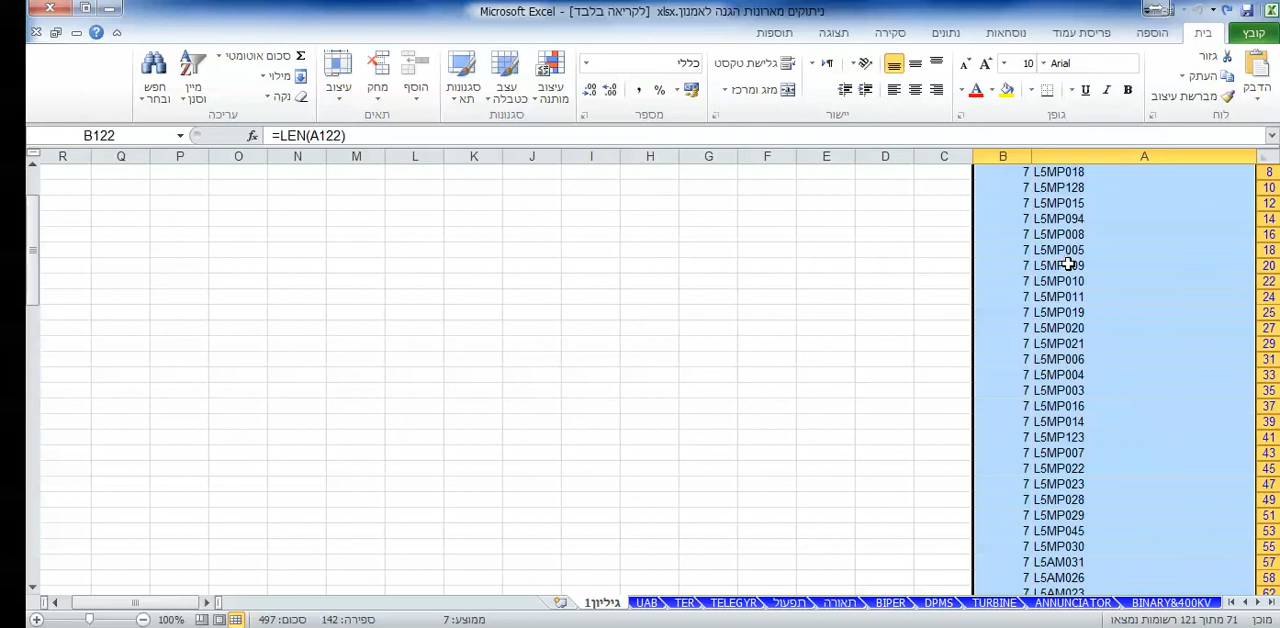 ניתוקים מארונות הגנה לאמנון.xlsx [לקריאה בלבד] - Microsoft Excel
קובץ בית הוספה פריסת עמוד נוסחאות נתונים סקירה תצוגה תוספות
הדבק
גזור
העתק
מברשת עיצוב
לוח
Arial 10
B I U
גופן
גלישת טקסט
מזג ומרכז
יישור
כללי
% ,
מספר
עיצוב מותנה
עצב כטבלה
סגנונות תא
סגנונות
הוסף מחק עיצוב
תאים
סכום אוטומטי
מילוי
נקה
מיין וסנן
חפש ובחר
עריכה
B122 fx =LEN(A122)
R Q P O N M L K J I H G F E D C B A
7 L5MP018 8
7 L5MP128 10
7 L5MP015 12
7 L5MP094 14
7 L5MP008 16
7 L5MP005 18
7 20
7 L5MP010 22
7 L5MP011 24
7 L5MP019 25
7 L5MP020 27
7 L5MP021 29
7 L5MP006 31
7 L5MP004 33
7 L5MP003 35
7 L5MP016 37
7 L5MP014 39
7 L5MP123 41
7 L5MP007 43
7 L5MP022 45
7 L5MP023 47
7 L5MP028 49
7 L5MP029 51
7 L5MP045 53
7 L5MP030 55
7 L5AM031 57
7 L5AM026 58
7 L5AM023 62
גיליון1 UAB TER TELEGYR תפעול תאורה BIPER DPMS TURBINE ANNUNCIATOR BINARY&400KV
71 מתוך 121 רשומות נמצאו ממוצע: 7 ספירה: 142 סכום: 497 100%